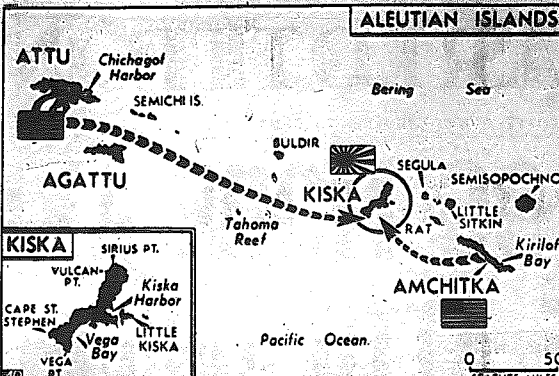 ALEUTIAN ISLANDS
ATTU
Chichagof
Harbor
SEMICHI IS.
Bering Sea
AGATTU
BULDIR
KISKA
SEGULA
SEMISOPOCHNO
LITTLE
SITKIN
RAT
Tahoma
Reef
Kirilof
Bay
AMCHITKA
Pacific Ocean.
0 50
KISKA
SIRIUS PT.
VULCAN
PT.
Kiska
Harbor
CAPE ST.
STEPHEN
LITTLE
KISKA
Vega
Bay
VEGA
PT.